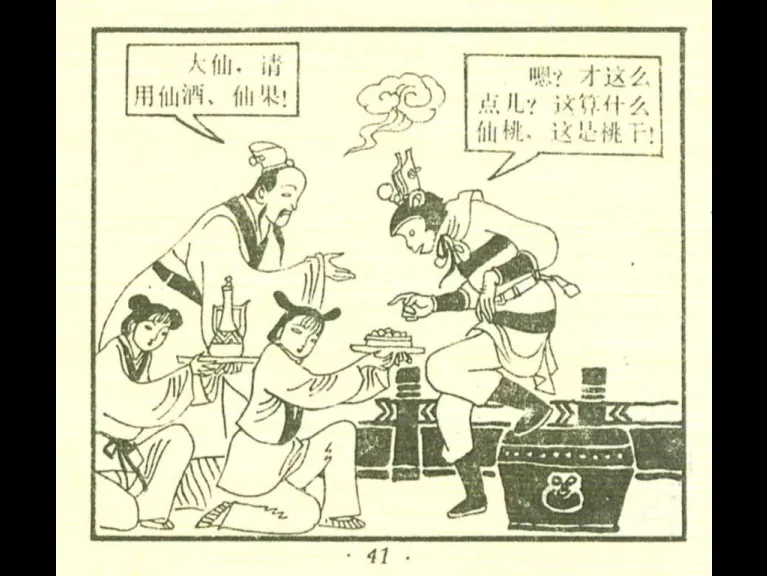 大仙，请
用仙酒、仙果！
嗯？才这么
点儿？这算什么
仙桃，这是桃干！
· 41 ·